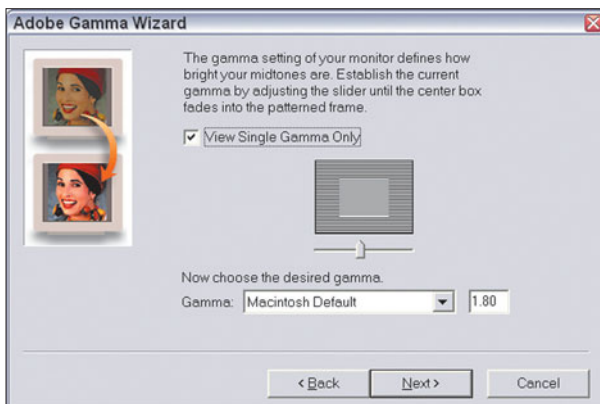 Adobe Gamma Wizard
The gamma setting of your monitor defines how
bright your midtones are. Establish the current
gamma by adjusting the slider until the center box
fades into the patterned frame.
View Single Gamma Only
Now choose the desired gamma.
Gamma: Macintosh Default 1.80
< Back Next > Cancel